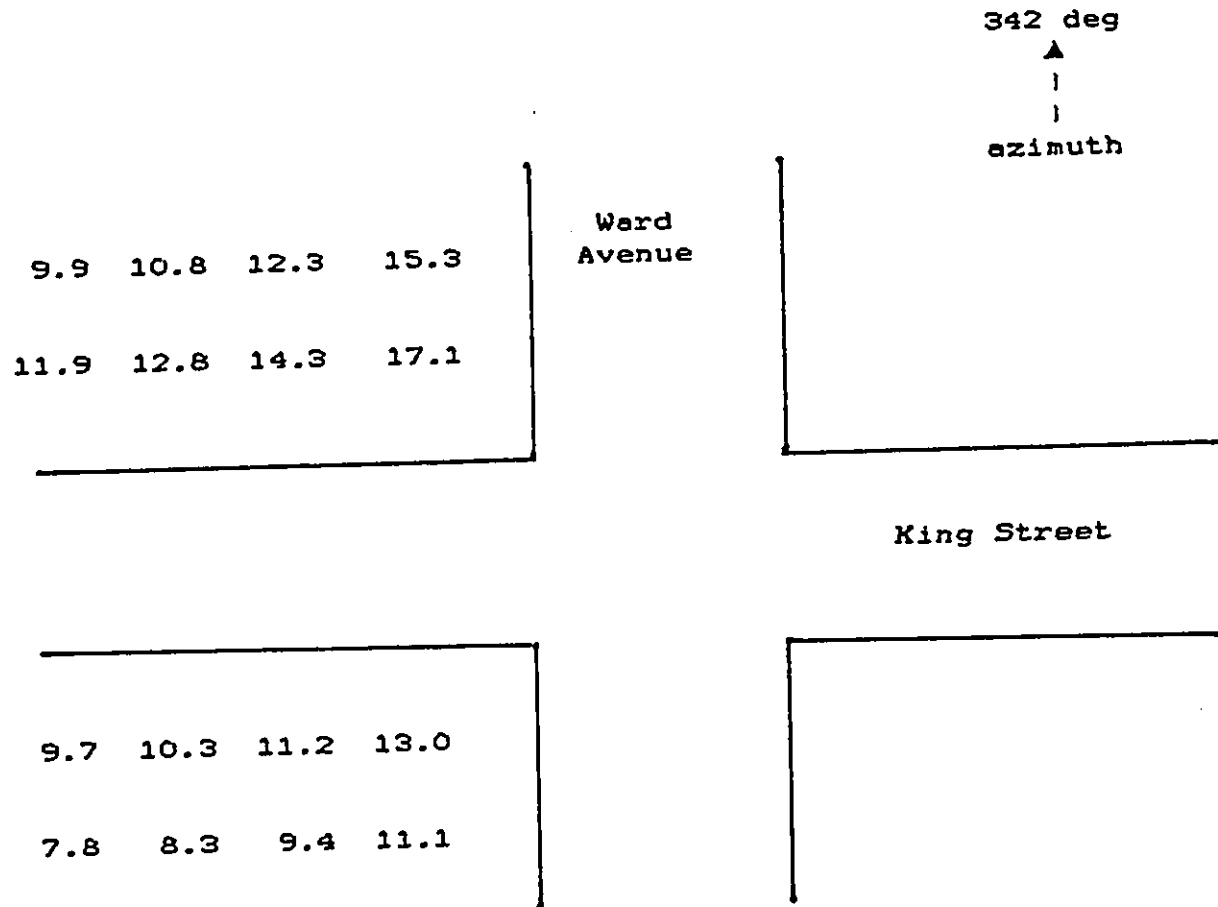 342 deg
azimuth
Ward
Avenue
9.9 10.8 12.3 15.3
11.9 12.8 14.3 17.1
King Street
9.7 10.3 11.2 13.0
7.8 8.3 9.4 11.1